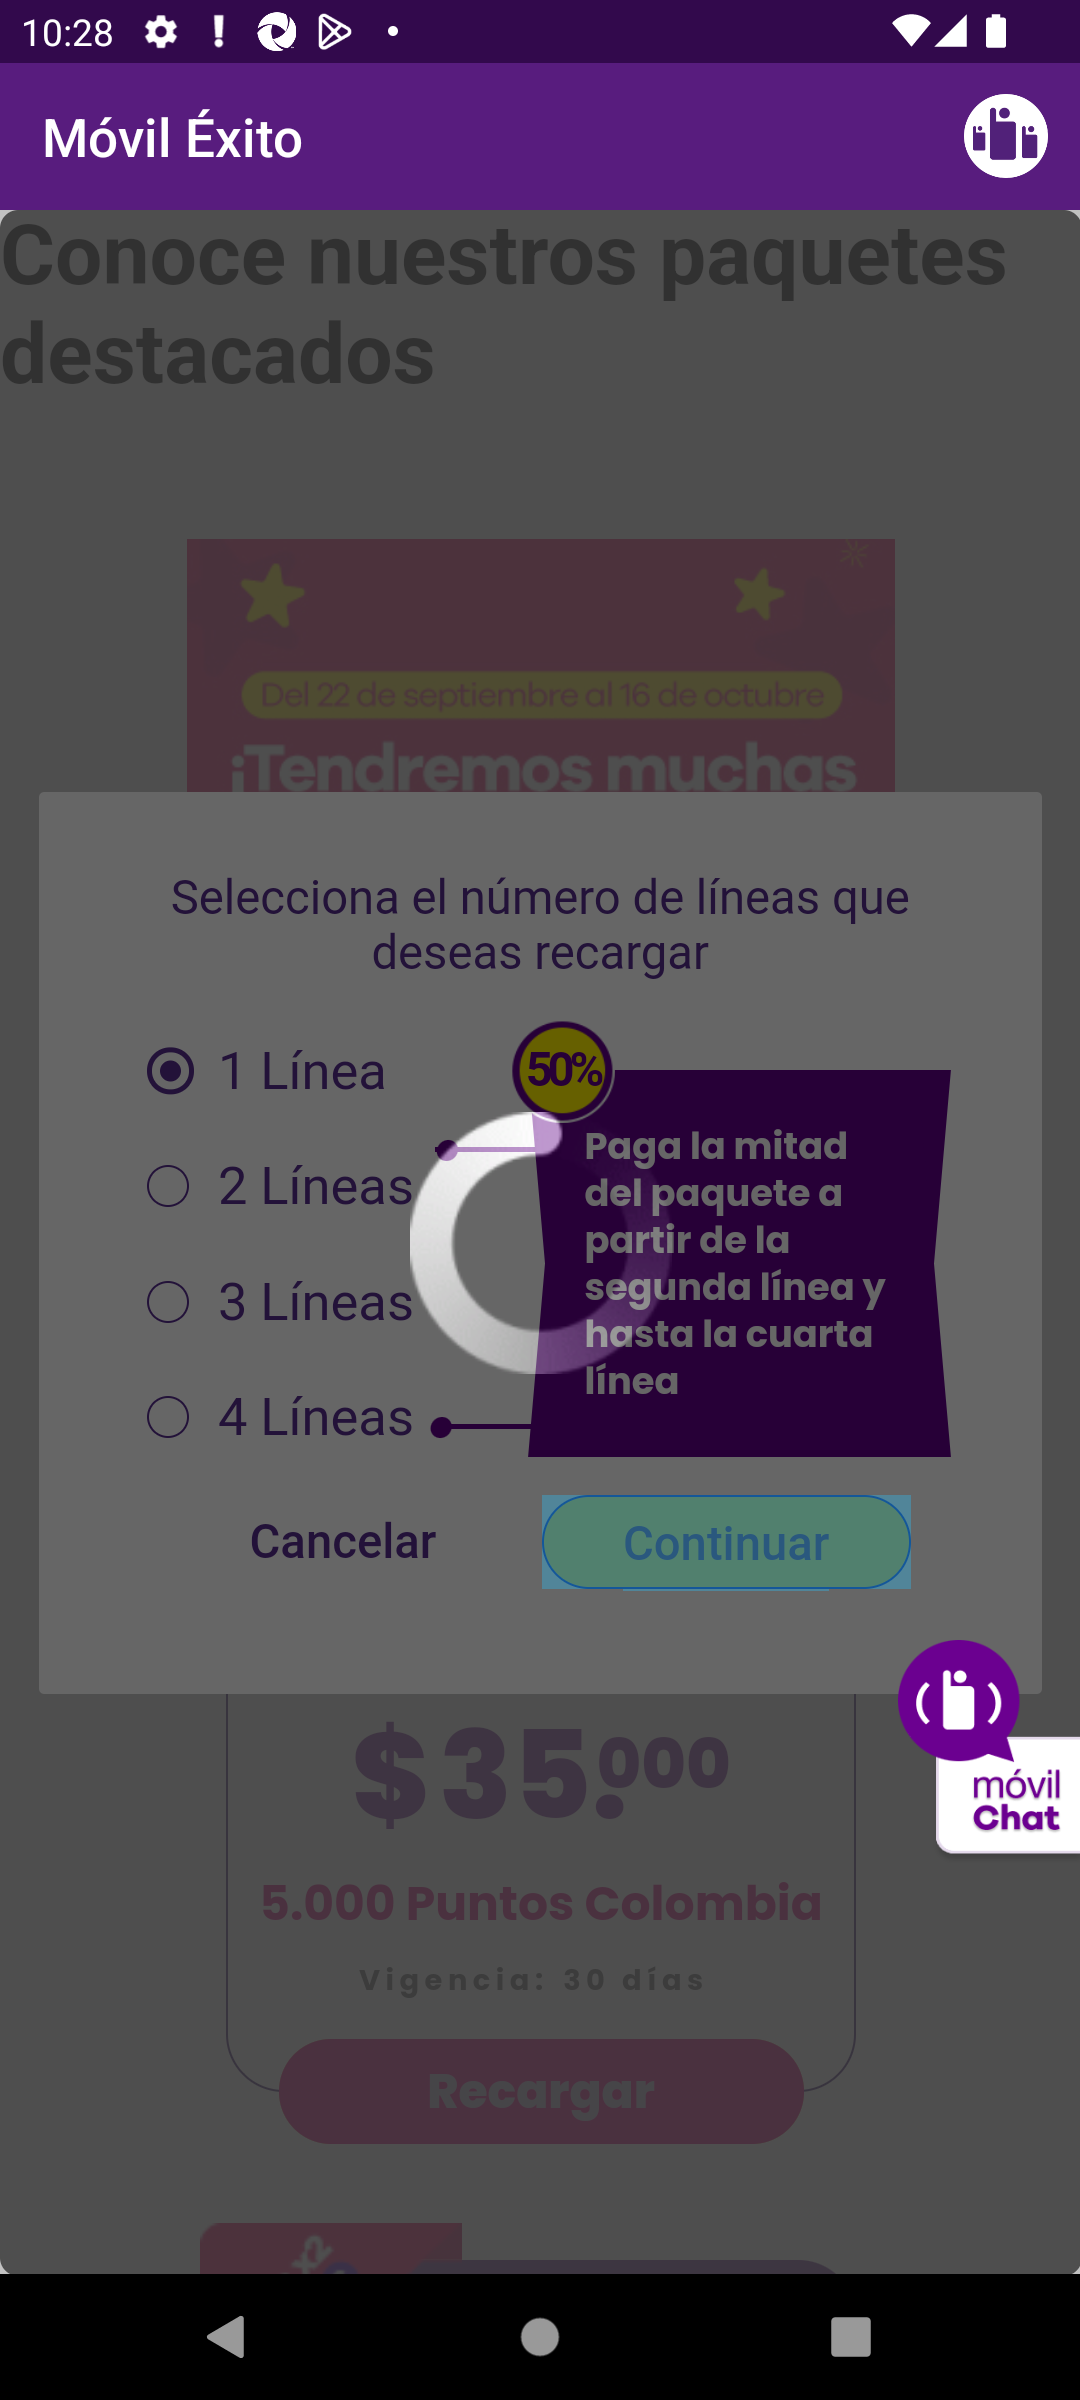 10:28
Móvil Éxito
Conoce nuestros paquetes
destacados
Del 22 de septiembre al 16 de octubre
¡Tendremos muchas
Selecciona el número de líneas que
deseas recargar
1 Línea
2 Líneas
3 Líneas
4 Líneas
50%
Paga la mitad
del paquete a
partir de la
segunda línea y
hasta la cuarta
línea
Cancelar
Continuar
móvil
Chat
$35.000
5.000 Puntos Colombia
Vigencia: 30 días
Recargar